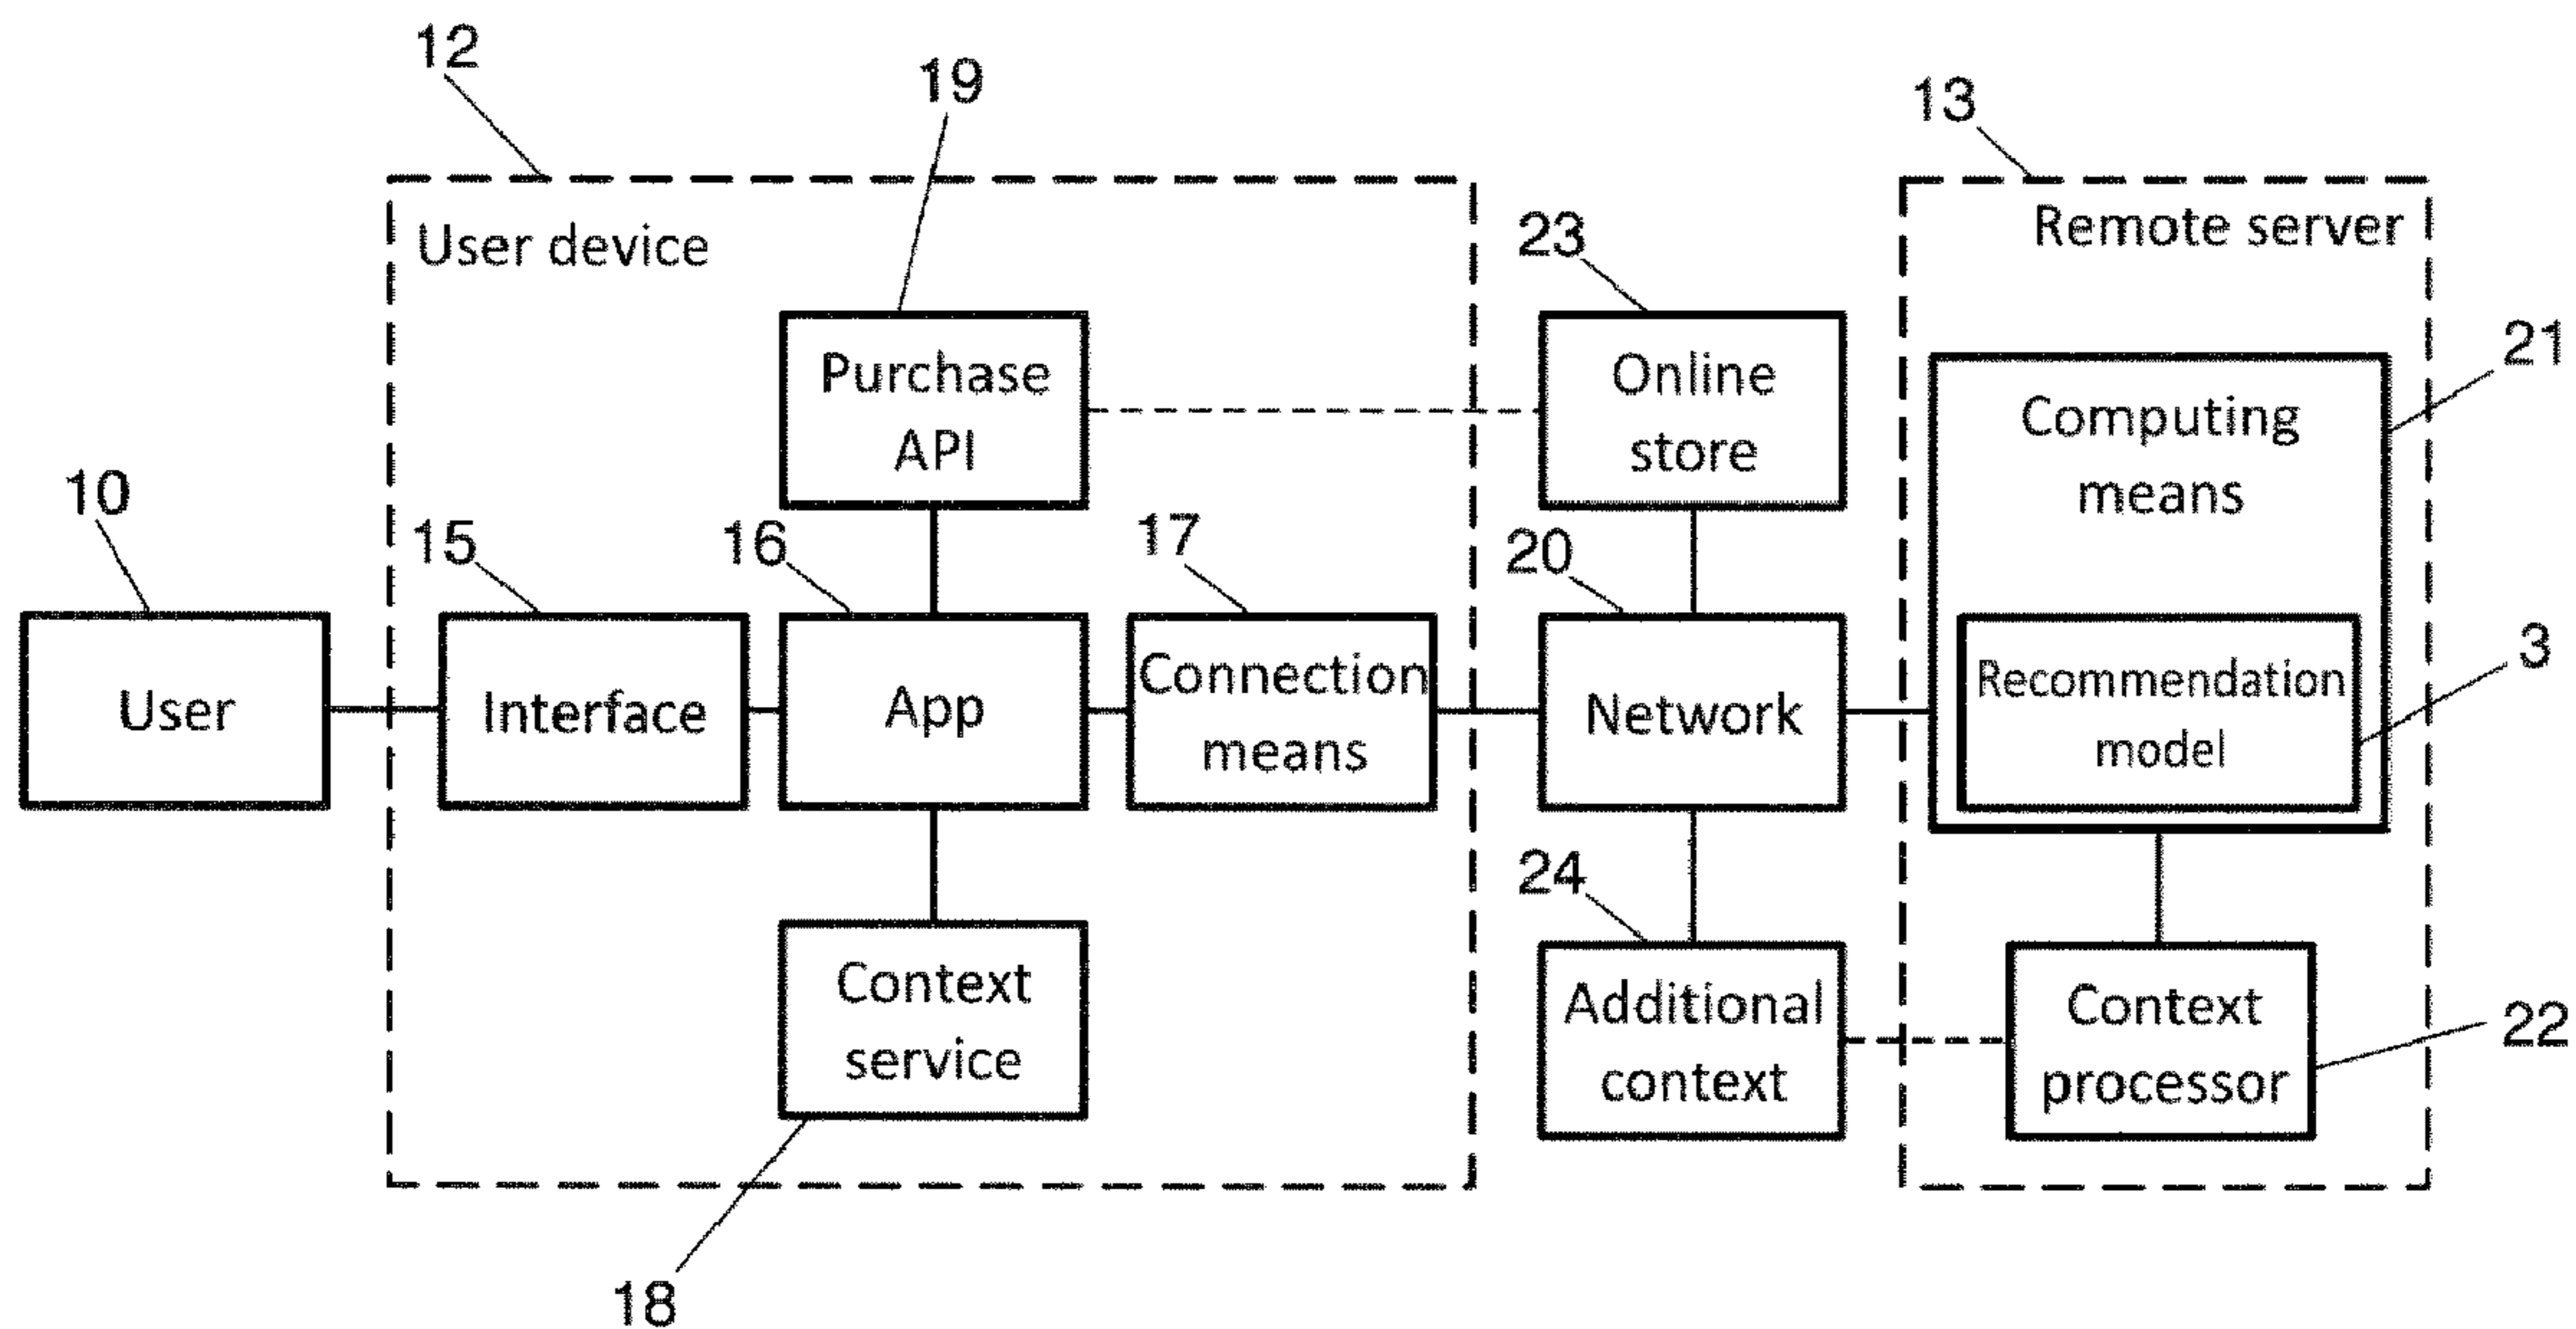 12
19
13
User device
Remote server
23
21
Purchase
API
Online
store
Computing
means
10
15
16
17
20
3
User
Interface
App
Connection
means
Network
Recommendation
model
24
Context
service
Additional
context
Context
processor
22
18